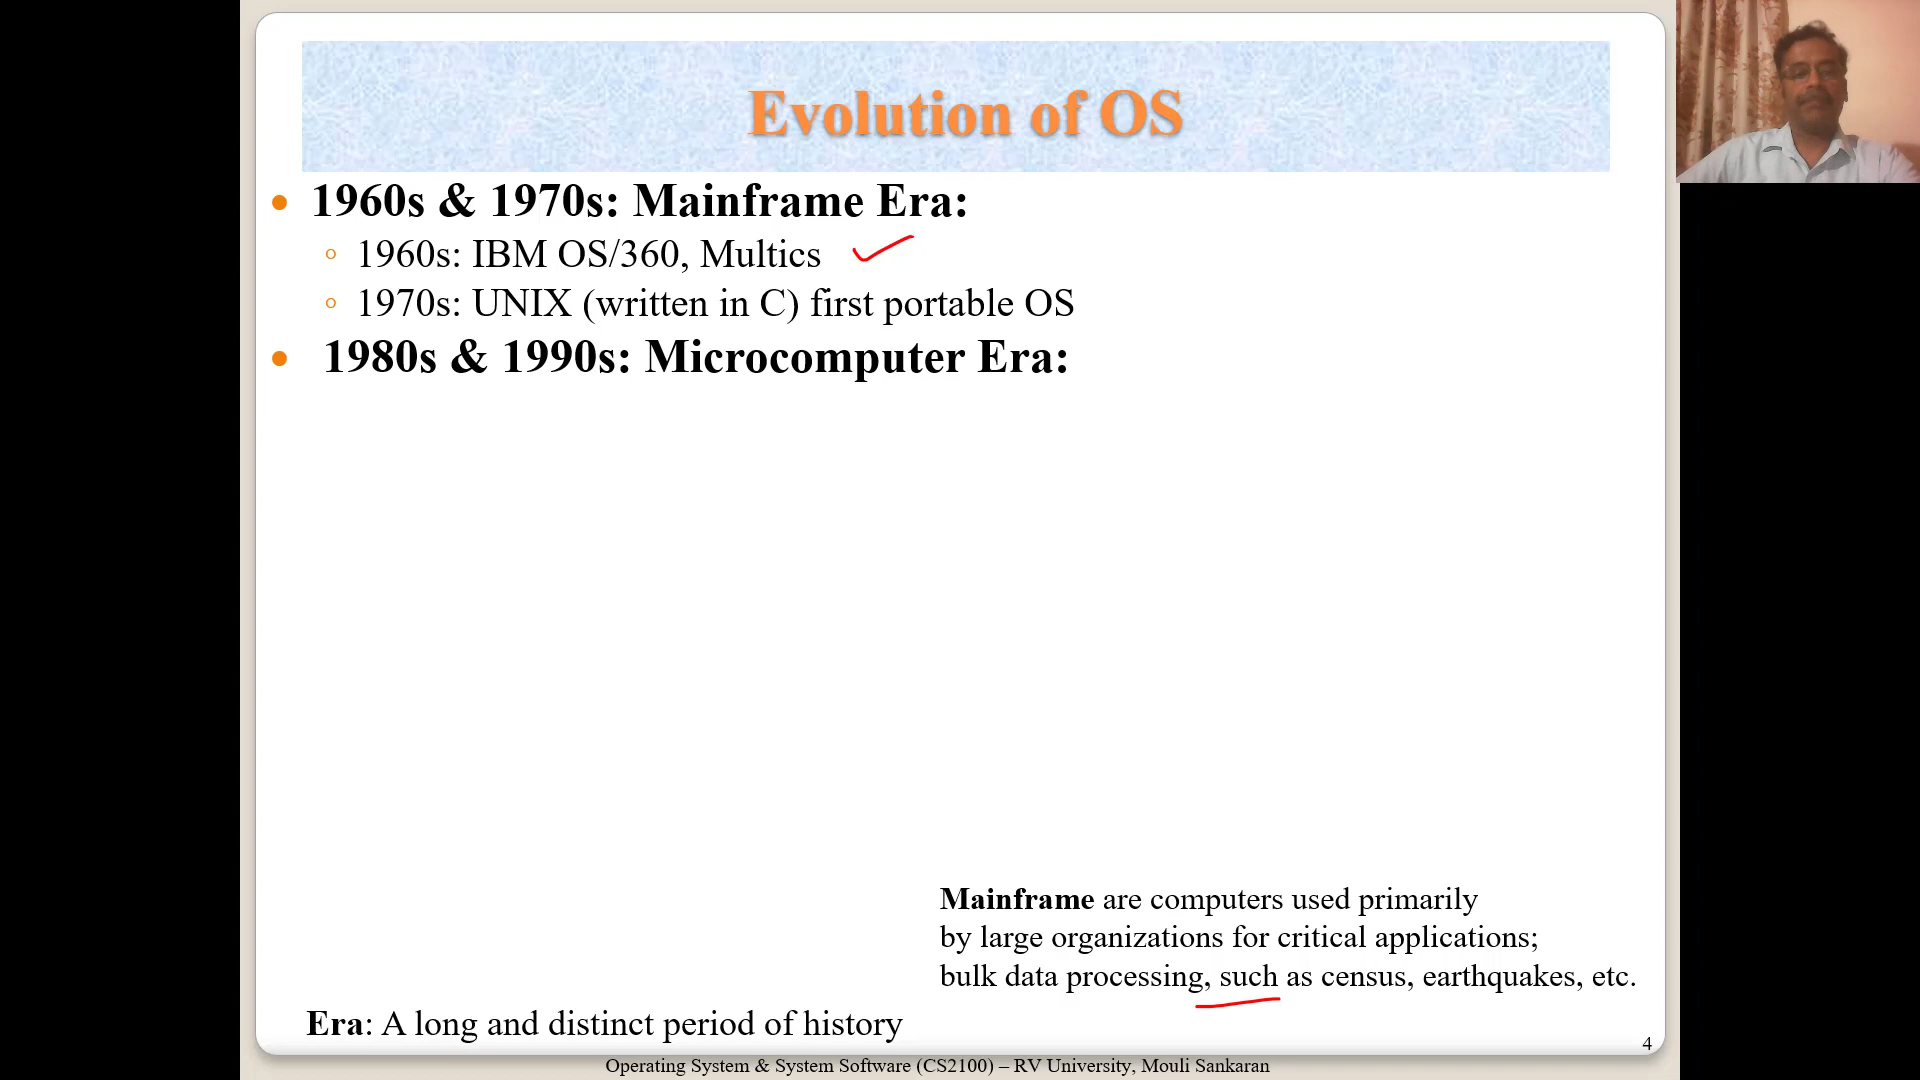 Evolution of OS
1960s & 1970s: Mainframe Era:
1960s: IBM OS/360, Multics
1970s: UNIX (written in C) first portable OS
1980s & 1990s: Microcomputer Era:
Mainframe are computers used primarily
by large organizations for critical applications;
bulk data processing, such as census, earthquakes, etc.
Era: A long and distinct period of history
4
Operating System & System Software (CS2100) – RV University, Mouli Sankaran